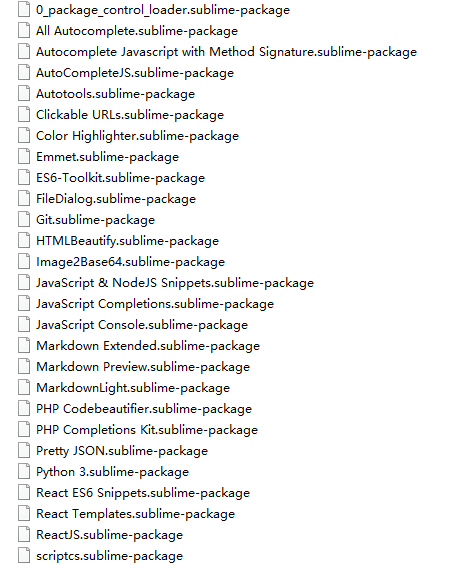 0_package_control_loader.sublime-package
All Autocomplete.sublime-package
Autocomplete Javascript with Method Signature.sublime-package
AutoCompleteJS.sublime-package
Autotools.sublime-package
Clickable URLs.sublime-package
Color Highlighter.sublime-package
Emmet.sublime-package
ES6-Toolkit.sublime-package
FileDialog.sublime-package
Git.sublime-package
HTMLBeautify.sublime-package
Image2Base64.sublime-package
JavaScript & NodeJS Snippets.sublime-package
JavaScript Completions.sublime-package
JavaScript Console.sublime-package
Markdown Extended.sublime-package
Markdown Preview.sublime-package
MarkdownLight.sublime-package
PHP Codebeautifier.sublime-package
PHP Completions Kit.sublime-package
Pretty JSON.sublime-package
Python 3.sublime-package
React ES6 Snippets.sublime-package
React Templates.sublime-package
ReactJS.sublime-package
scriptcs.sublime-package